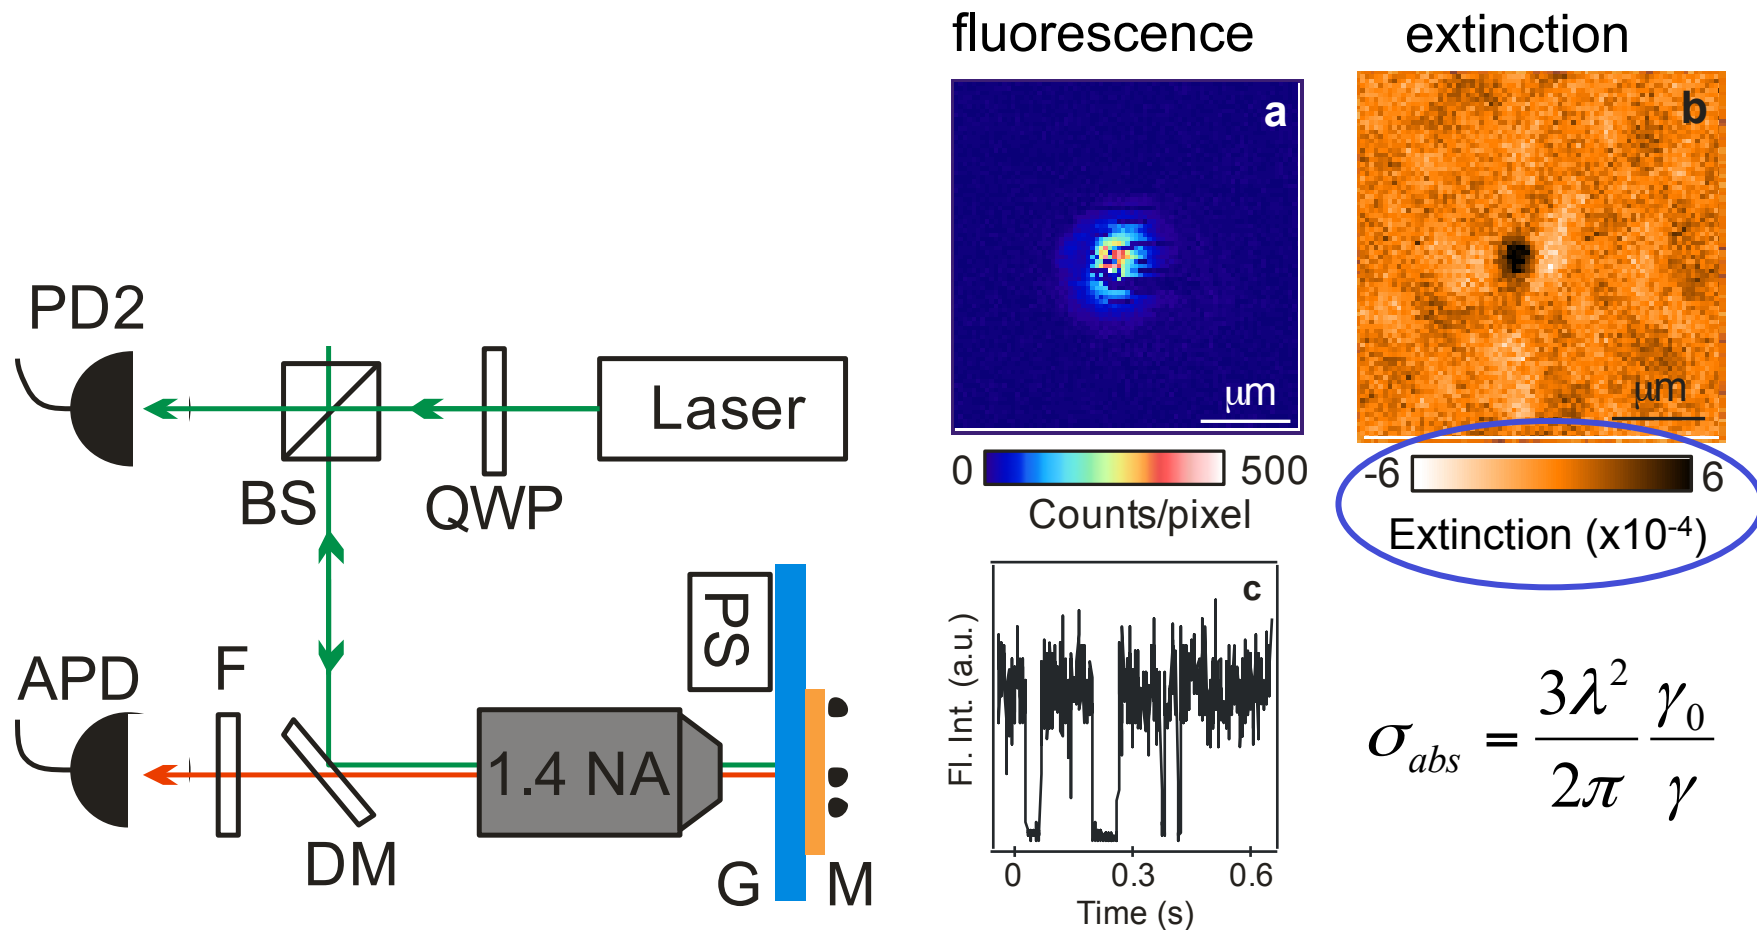 fluorescence
extinction
a
b
μm
μm
0
500
Counts/pixel
-6
6
Extinction (x10⁻⁴)
PD2
Laser
BS
QWP
PS
APD
F
1.4 NA
DM
G
M
c
Fl. Int. (a.u.)
0
0.3
0.6
Time (s)
σ_abs = 3λ²/2π γ₀/γ